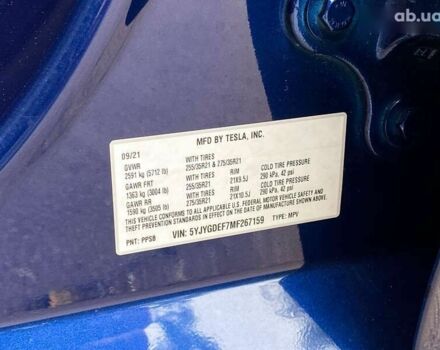 ab.ua
MFD BY TESLA, INC.
09/21
GVWR WITH TIRES
2591 kg (5712 lb) 255/35R21 & 275/35R21
GAWR FRT WITH TIRES RIM COLD TIRE PRESSURE
1363 kg (3004 lb) 255/35R21 21X9.5J 290 kPa, 42 psi
GAWR RR WITH TIRES RIM COLD TIRE PRESSURE
1590 kg (3505 lb) 275/35R21 21X10.5J 290 kPa, 42 psi
THIS VEHICLE CONFORMS TO ALL APPLICABLE U.S. FEDERAL MOTOR VEHICLE SAFETY AND
THEFT PREVENTION STANDARDS IN EFFECT ON THE DATE OF MANUFACTURE SHOWN ABOVE.
PNT: PPSB VIN: 5YJYGDEF7MF267159 TYPE: MPV